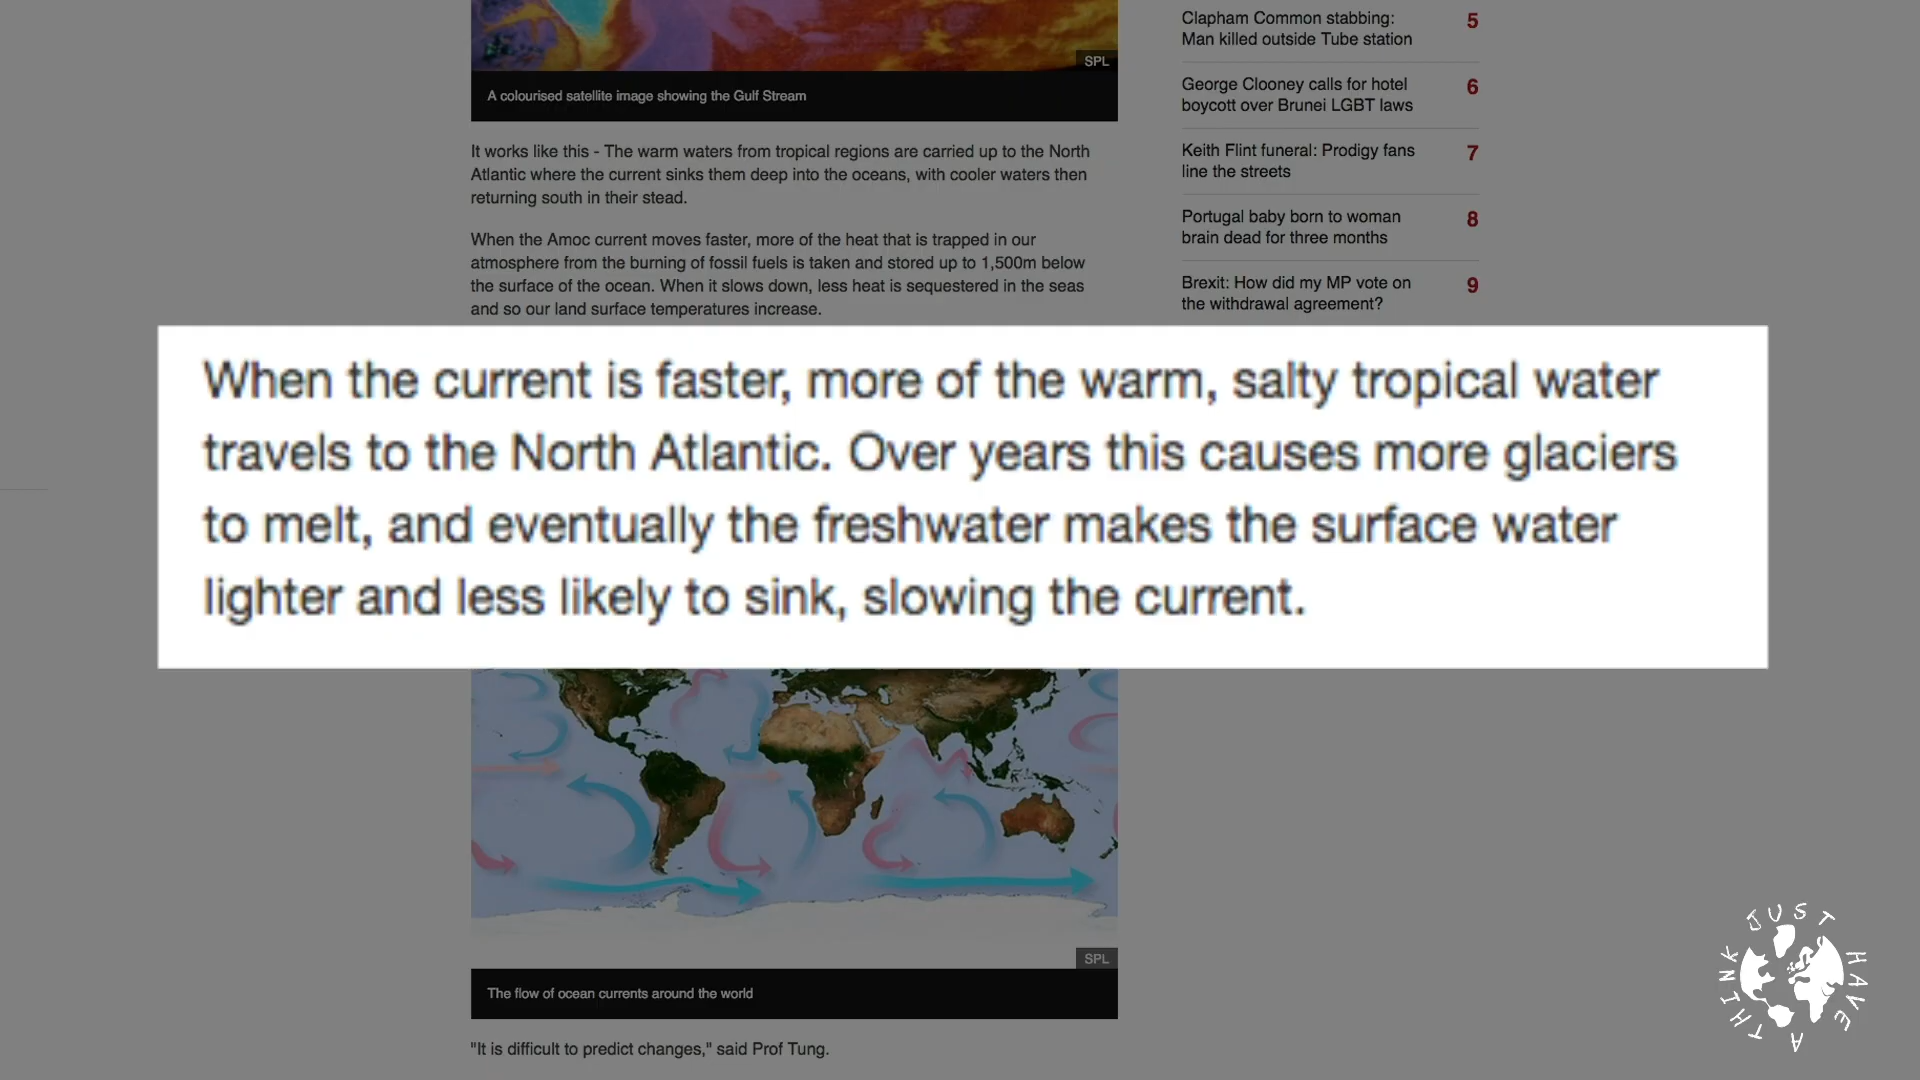 SPL
A colourised satellite image showing the Gulf Stream
It works like this - The warm waters from tropical regions are carried up to the North
Atlantic where the current sinks them deep into the oceans, with cooler waters then
returning south in their stead.
When the Amoc current moves faster, more of the heat that is trapped in our
atmosphere from the burning of fossil fuels is taken and stored up to 1,500m below
the surface of the ocean. When it slows down, less heat is sequestered in the seas
and so our land surface temperatures increase.
When the current is faster, more of the warm, salty tropical water
travels to the North Atlantic. Over years this causes more glaciers
to melt, and eventually the freshwater makes the surface water
lighter and less likely to sink, slowing the current.
SPL
The flow of ocean currents around the world
"It is difficult to predict changes," said Prof Tung.
Clapham Common stabbing: 5
Man killed outside Tube station
George Clooney calls for hotel 6
boycott over Brunei LGBT laws
Keith Flint funeral: Prodigy fans 7
line the streets
Portugal baby born to woman 8
brain dead for three months
Brexit: How did my MP vote on 9
the withdrawal agreement?
JUST HAVE A THINK